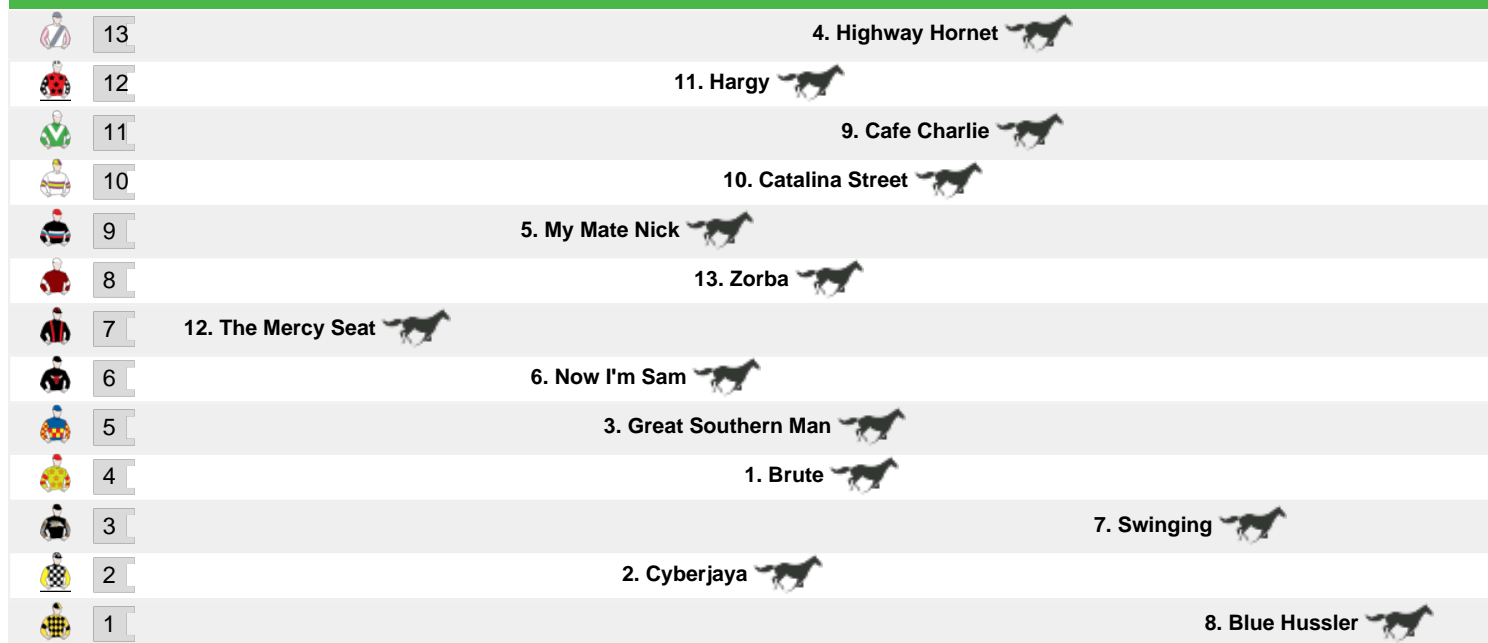 13 4. Highway Hornet
12 11. Hargy
11 9. Cafe Charlie
10 10. Catalina Street
9 5. My Mate Nick
8 13. Zorba
7 12. The Mercy Seat
6 6. Now I'm Sam
5 3. Great Southern Man
4 1. Brute
3 7. Swinging
2 2. Cyberjaya
1 8. Blue Hussler